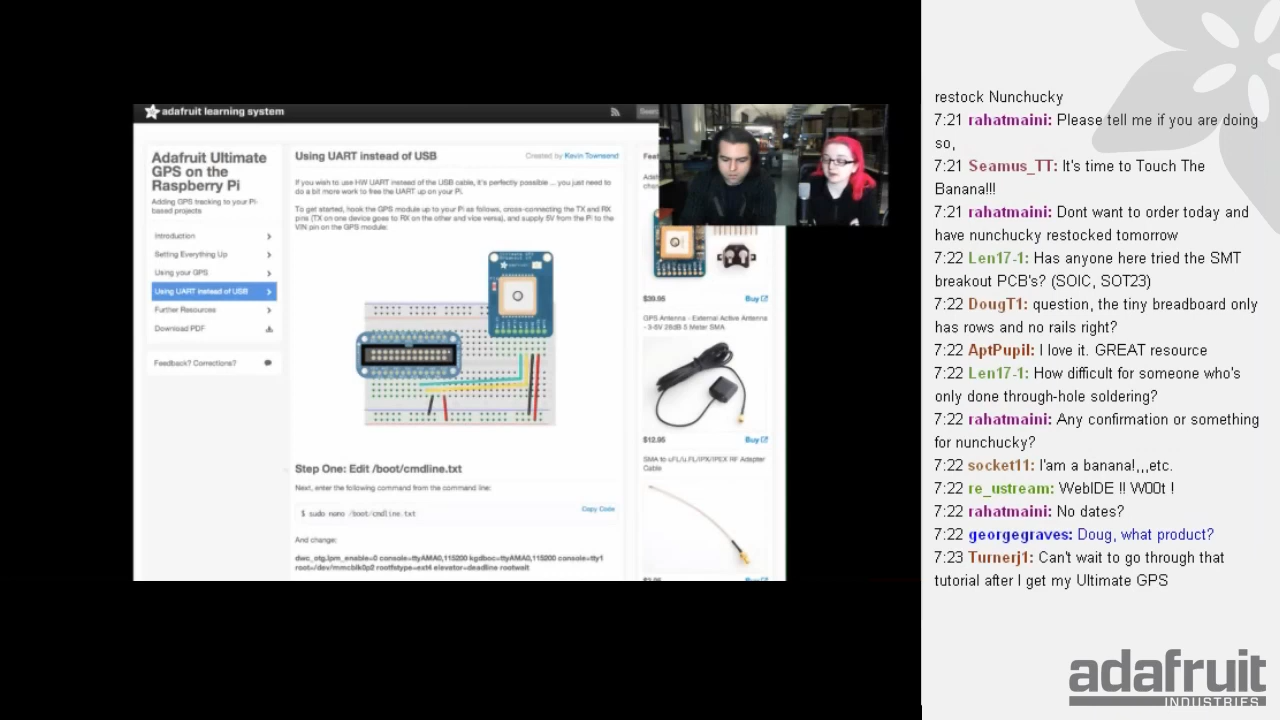 adafruit learning system
Adafruit Ultimate
GPS on the
Raspberry Pi
Adding GPS tracking to your Pi-
based projects
Introduction
Setting Everything Up
Using your GPS
Using UART instead of USB
Further Resources
Download PDF
Feedback? Corrections?
Using UART instead of USB
Created by Kevin Townsend
If you wish to use HW UART instead of the USB cable, it's perfectly possible ... you just need to
do a bit more work to free the UART up on your Pi.
To get started, hook the GPS module up to your Pi as follows, cross-connecting the TX and RX
pins (TX on one device goes to RX on the other and vice versa), and supply 5V from the Pi to the
VIN pin on the GPS module:
Step One: Edit /boot/cmdline.txt
Next, enter the following command from the command line:
Copy Code
$ sudo nano /boot/cmdline.txt
And change:
dwc_otg.lpm_enable=0 console=ttyAMA0,115200 kgdboc=ttyAMA0,115200 console=tty1
root=/dev/mmcblk0p2 rootfstype=ext4 elevator=deadline rootwait
$39.95
Buy
GPS Antenna - External Active Antenna
- 3-5V 28dB 5 Meter SMA
$12.95
Buy
SMA to uFL/u.FL/IPX/IPEX RF Adapter
Cable
restock Nunchucky
7:21 rahatmaini: Please tell me if you are doing
so,
7:21 Seamus_TT: It's time to Tour The
Banana!!!
7:21 rahatmaini: Don't want to order today and
have nunchucky restocked tomorrow
7:21 Len17-1: Has anyone here tried the SMT
breakout PCB's? (SOIC, SOT-23)
7:22 DougT1: question - does this card only
do coords and no rain
7:22 AptPupil: I love it. GREAT resource
7:22 Len17-1: How difficult for someone who's
only done through-hole soldering?
7:22 rahatmaini: Any confirmation or something
for nunchucky?
7:22 socket11: I am a robot.......no.
7:22 re_ustream: WebIDE ! W00t !
7:22 rahatmaini: No dates?
georgegraves: Doug, what product?
7:22 farmerjf: Can't wait to go through that
tutorial after I get my Ultimate GPS
adafruit
INDUSTRIES